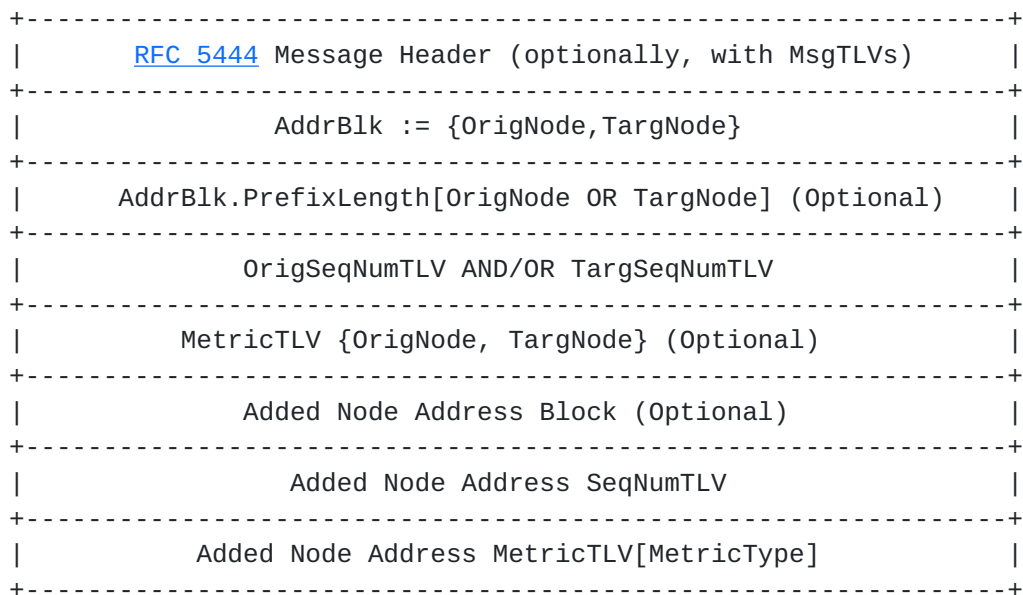 +---------------------------------------------------------------+
|       RFC 5444 Message Header (optionally, with MsgTLVs)      |
+---------------------------------------------------------------+
|                AddrBlk := {OrigNode,TargNode}                 |
+---------------------------------------------------------------+
|      AddrBlk.PrefixLength[OrigNode OR TargNode] (Optional)    |
+---------------------------------------------------------------+
|              OrigSeqNumTLV AND/OR TargSeqNumTLV               |
+---------------------------------------------------------------+
|          MetricTLV {OrigNode, TargNode} (Optional)            |
+---------------------------------------------------------------+
|              Added Node Address Block (Optional)              |
+---------------------------------------------------------------+
|                 Added Node Address SeqNumTLV                  |
+---------------------------------------------------------------+
|           Added Node Address MetricTLV[MetricType]            |
+---------------------------------------------------------------+